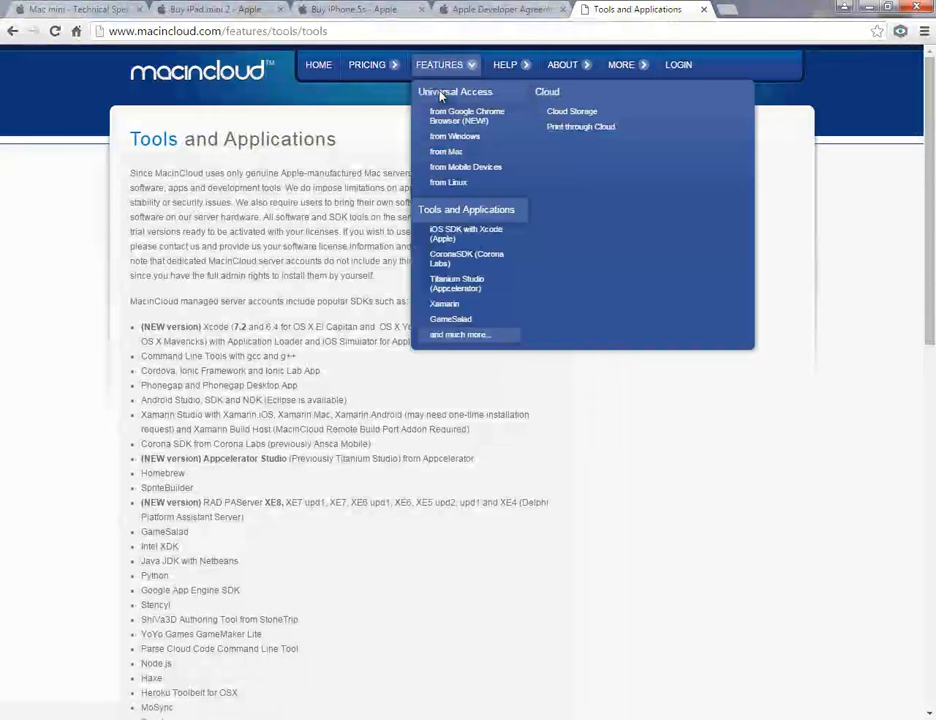 Mac mini - Technical Spe
Buy iPad mini 2 - Apple
Buy iPhone 5s - Apple
Apple Developer Agreem
Tools and Applications
www.macincloud.com/features/tools/tools
macincloud™
HOME
PRICING
FEATURES
HELP
ABOUT
MORE
LOGIN
Universal Access
from Google Chrome
Browser (NEW!)
from Windows
from Mac
from Mobile Devices
from Linux
Tools and Applications
iOS SDK with Xcode
(Apple)
CoronaSDK (Corona
Labs)
Titanium Studio
(Appcelerator)
Xamarin
GameSalad
and much more...
Cloud
Cloud Storage
Print through Cloud
Tools and Applications
Since MacinCloud uses only genuine Apple-manufactured Mac servers
software, apps and development tools. We do impose limitations on ap
stability or security issues. We also require users to bring their own sof
software on our server hardware. All software and SDK tools on the se
trial versions ready to be activated with your licenses. If you wish to use
please contact us and provide us your software license information and
note that dedicated MacinCloud server accounts do not include any thi
since you have the full admin rights to install them by yourself.
MacinCloud managed server accounts include popular SDKs such as:
(NEW version) Xcode (7.2 and 6.4 for OS X El Capitan and OS X Yo
OS X Mavericks) with Application Loader and iOS Simulator for Appl
Command Line Tools with gcc and g++
Cordova, Ionic Framework and Ionic Lab App
Phonegap and Phonegap Desktop App
Android Studio, SDK and NDK (Eclipse is available)
Xamarin Studio with Xamarin.iOS, Xamarin Mac, Xamarin Android (may need one-time installation
request) and Xamarin Build Host (MacinCloud Remote Build Port Addon Required)
Corona SDK from Corona Labs (previously Ansca Mobile)
(NEW version) Appcelerator Studio (Previously Titanium Studio) from Appcelerator
Homebrew
SpriteBuilder
(NEW version) RAD PAServer XE8, XE7 upd1, XE7, XE6 upd1, XE6, XE5 upd2, upd1 and XE4 (Delphi
Platform Assistant Server)
GameSalad
Intel XDK
Java JDK with Netbeans
Python
Google App Engine SDK
Stencyl
ShiVa3D Authoring Tool from StoneTrip
YoYo Games GameMaker Lite
Parse Cloud Code Command Line Tool
Node.js
Haxe
Heroku Toolbelt for OSX
MoSync